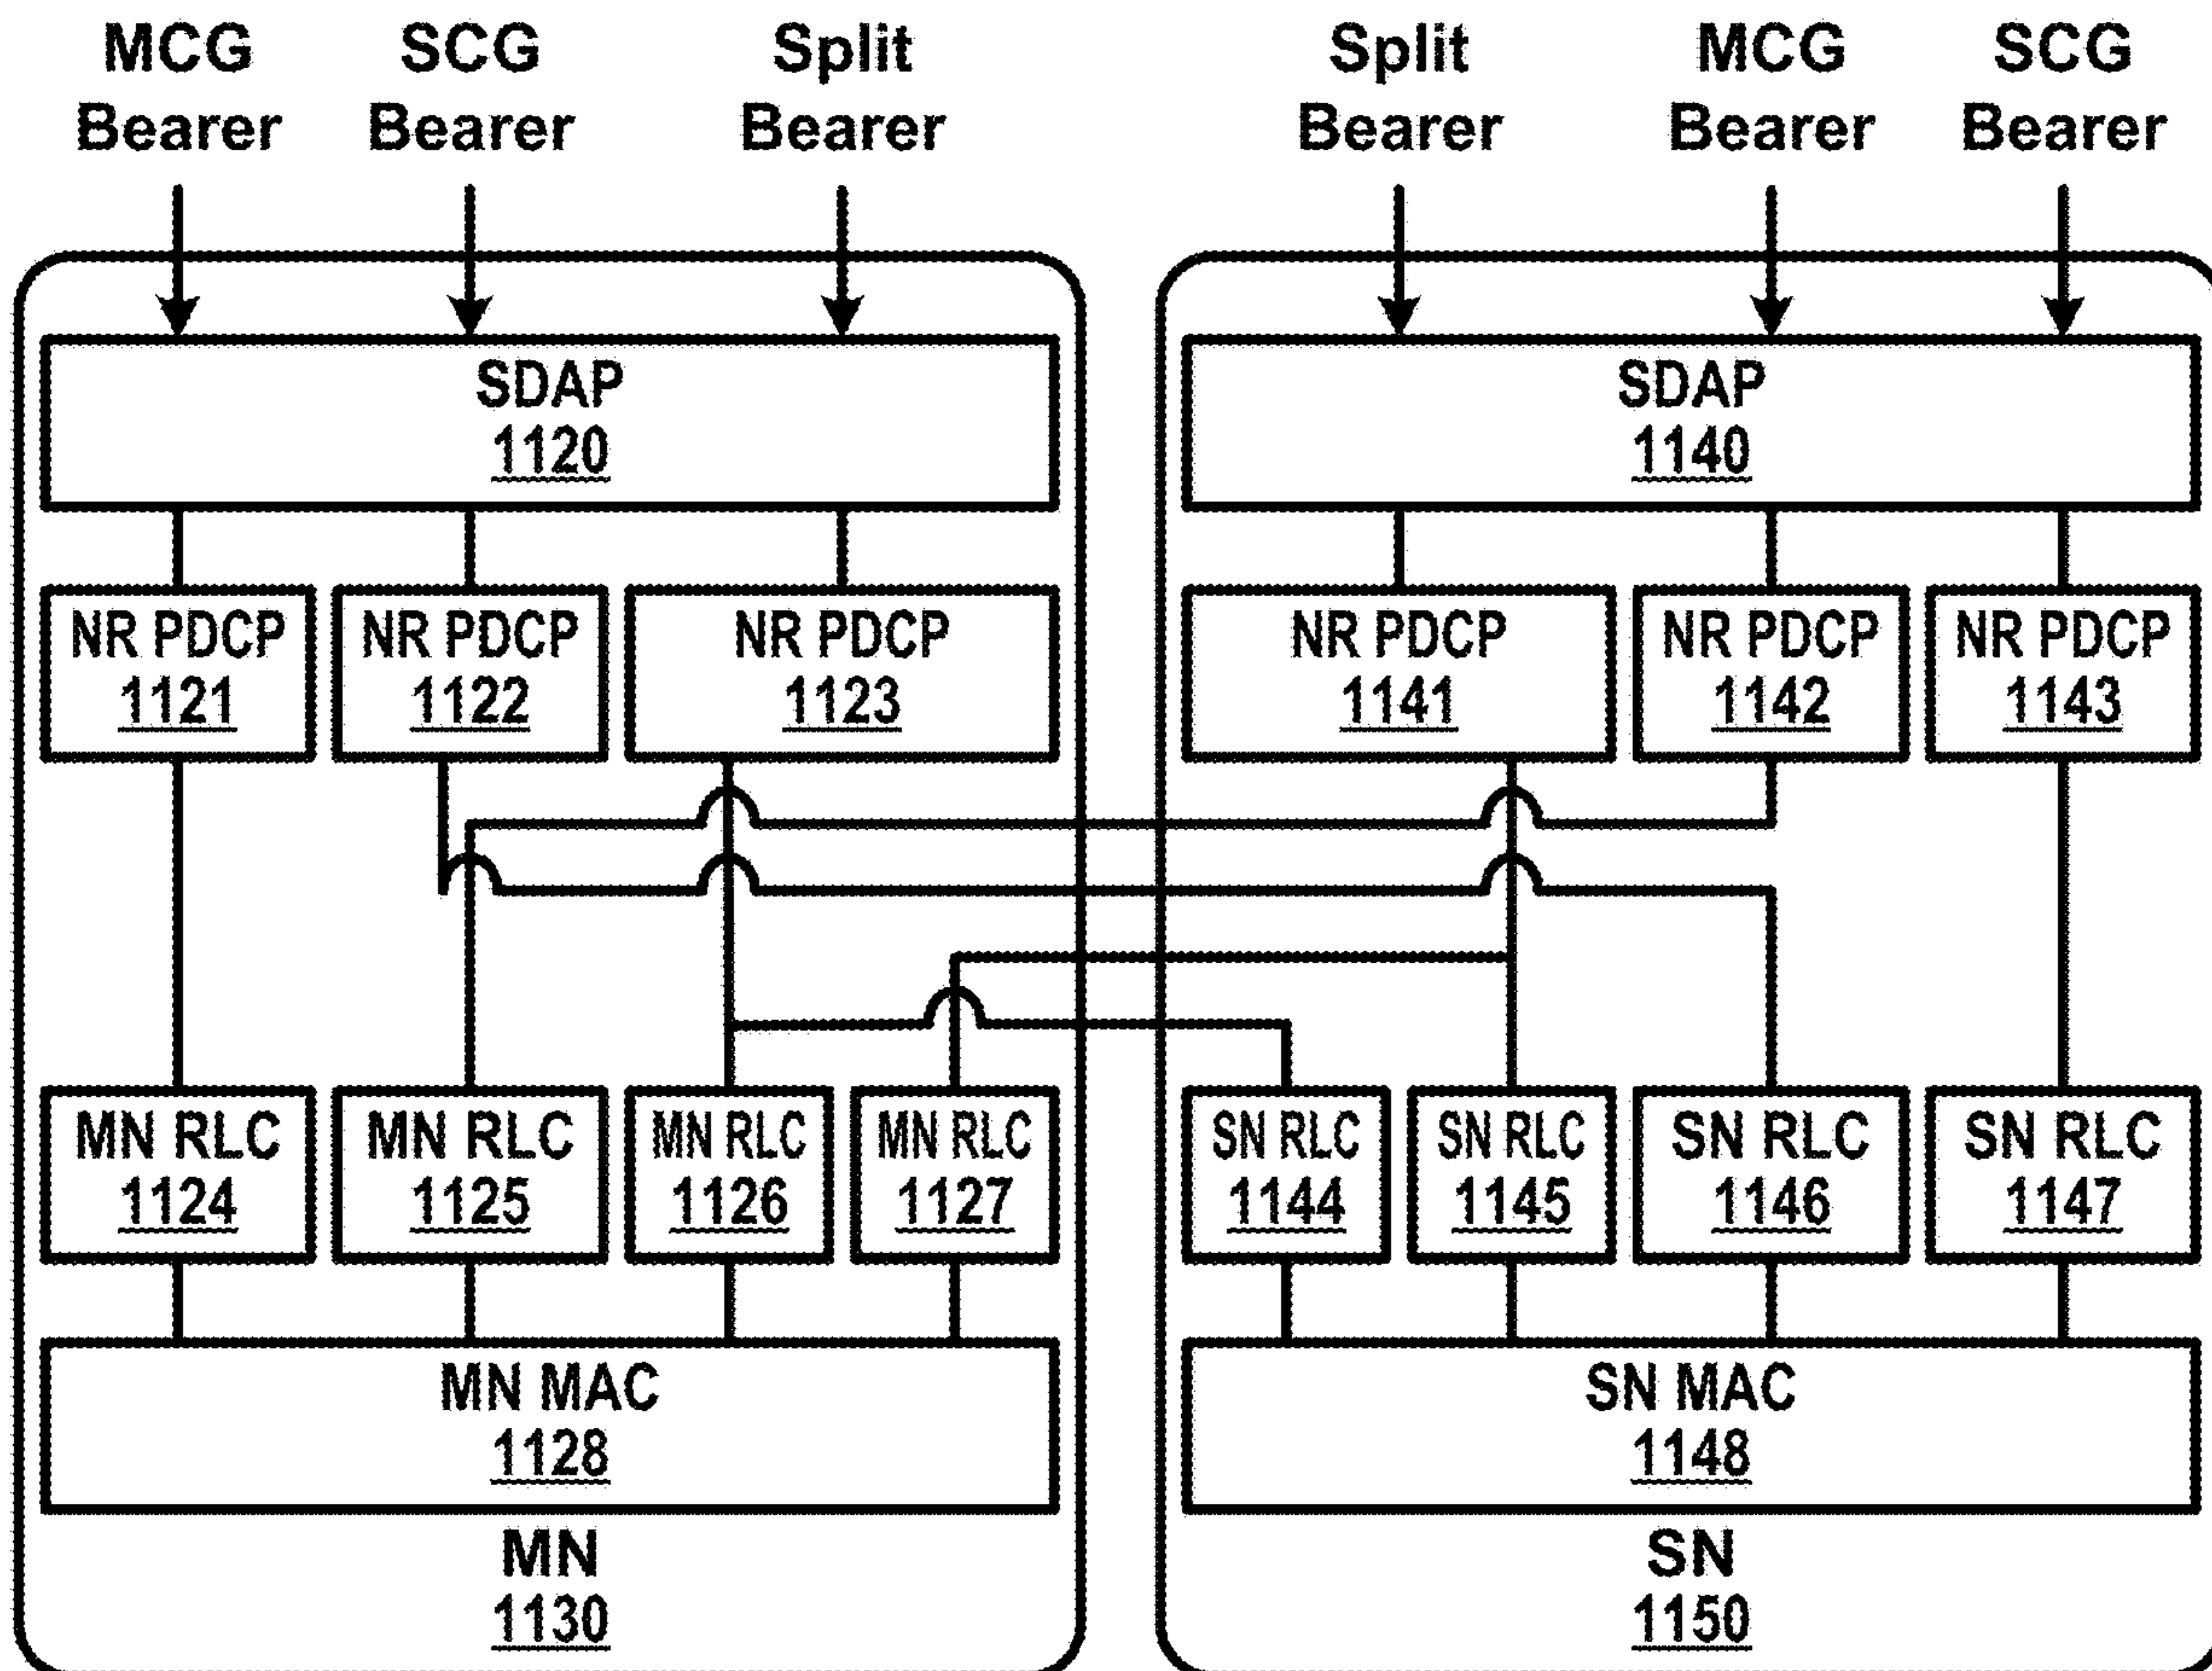 MCG
Bearer
SCG
Bearer
Split
Bearer
Split
Bearer
MCG
Bearer
SCG
Bearer
SDAP
1120
SDAP
1140
NR PDCP
1121
NR PDCP
1122
NR PDCP
1123
NR PDCP
1141
NR PDCP
1142
NR PDCP
1143
MN RLC
1124
MN RLC
1125
MN RLC
1126
MN RLC
1127
SN RLC
1144
SN RLC
1145
SN RLC
1146
SN RLC
1147
MN MAC
1128
SN MAC
1148
MN
1130
SN
1150